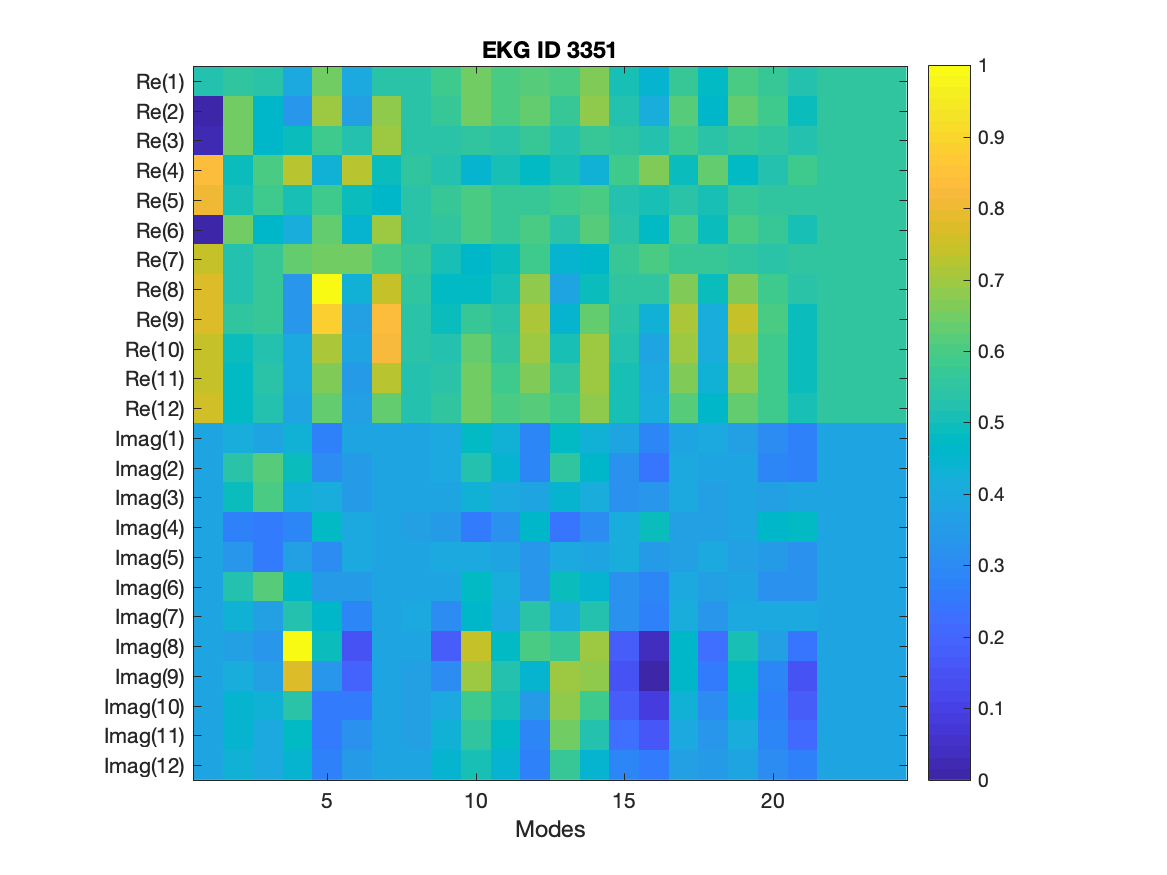 EKG ID 3351
Re(1)
Re(2)
Re(3)
Re(4)
Re(5)
Re(6)
Re(7)
Re(8)
Re(9)
Re(10)
Re(11)
Re(12)
Imag(1)
Imag(2)
Imag(3)
Imag(4)
Imag(5)
Imag(6)
Imag(7)
Imag(8)
Imag(9)
Imag(10)
Imag(11)
Imag(12)
5 10 15 20
Modes
1
0.9
0.8
0.7
0.6
0.5
0.4
0.3
0.2
0.1
0